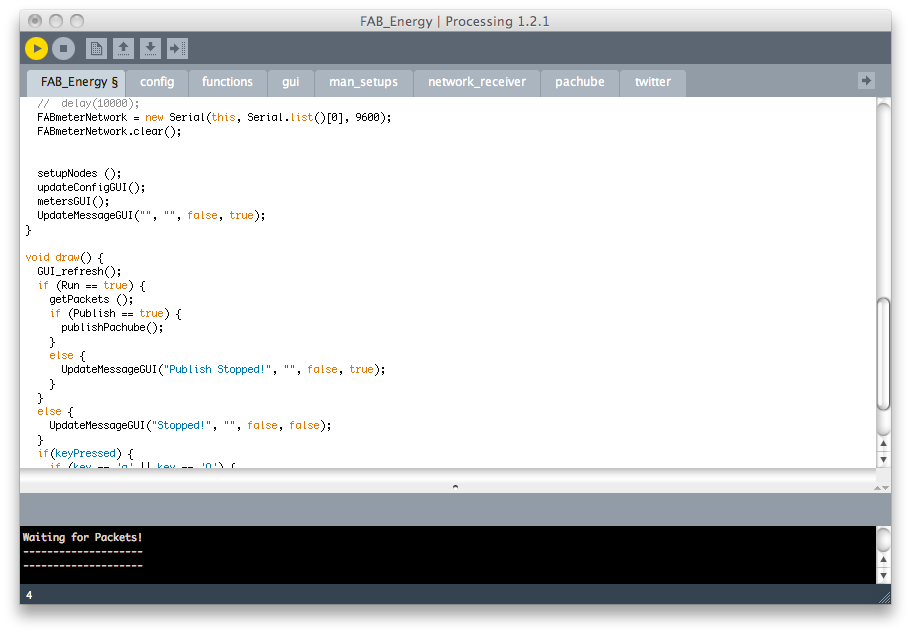 FAB_Energy | Processing 1.2.1
FAB_Energy § config functions gui man_setups network_receiver pachube twitter
//  delay(10000);
FABmeterNetwork = new Serial(this, Serial.list()[0], 9600);
FABmeterNetwork.clear();
setupNodes ();
updateConfigGUI();
metersGUI();
UpdateMessageGUI("", "", false, true);
}
void draw() {
GUI_refresh();
if (Run == true) {
getPackets ();
if (Publish == true) {
publishPachube();
}
else {
UpdateMessageGUI("Publish Stopped!", "", false, true);
}
}
else {
UpdateMessageGUI("Stopped!", "", false, false);
}
if(keyPressed) {
if (key == 'q' || key == 'Q') {
Waiting for Packets!
--------------------
--------------------
4